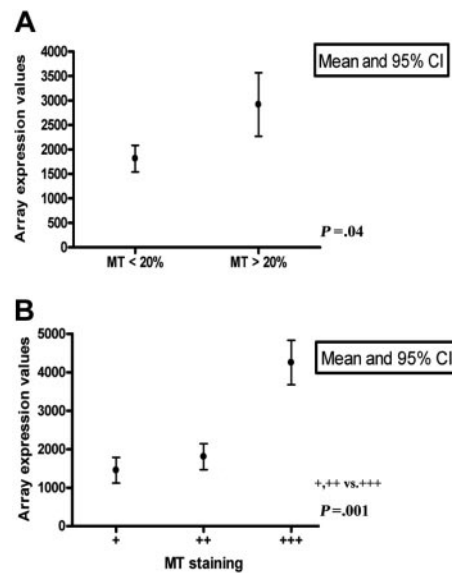 A
Array expression values
4000
3500
3000
2500
2000
1500
1000
500
0
MT < 20%
MT > 20%
Mean and 95% CI
P=.04
B
Array expression values
5000
4000
3000
2000
1000
0
+
++
+++
MT staining
Mean and 95% CI
+,++ vs.+++
P=.001